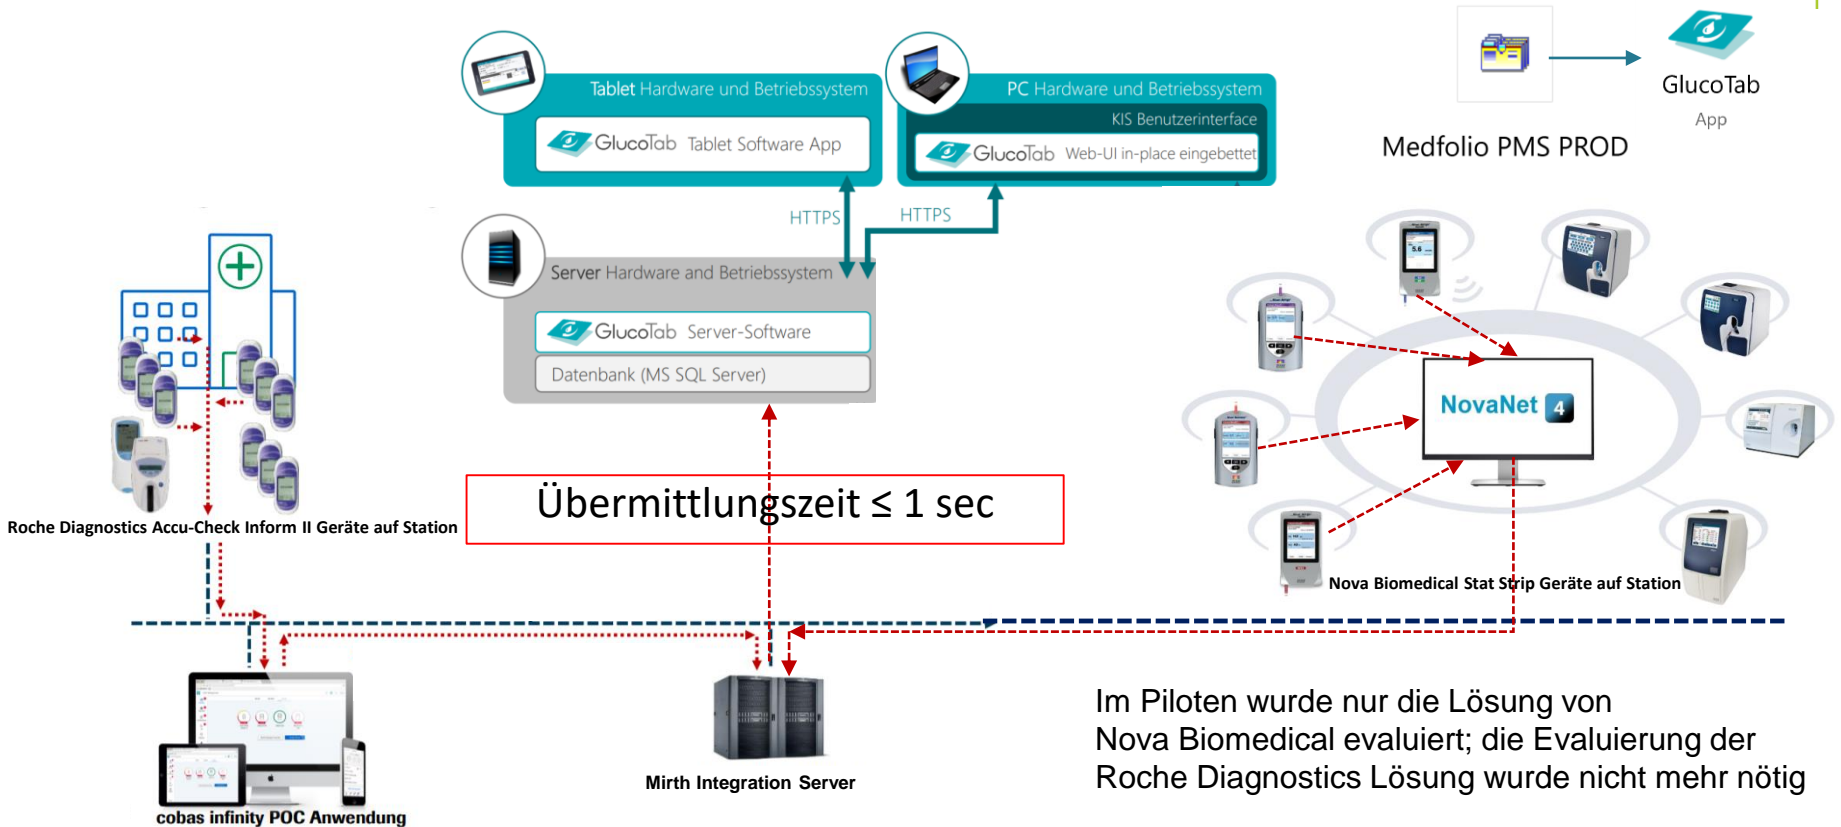 Tablet Hardware und Betriebssystem
GlucoTab Tablet Software App
PC Hardware und Betriebssystem
KIS Benutzerinterface
GlucoTab Web-UI in-place eingebettet
GlucoTab
App
Medfolio PMS PROD
HTTPS
HTTPS
Server Hardware and Betriebssystem
GlucoTab Server-Software
Datenbank (MS SQL Server)
5.6
NovaNet 4
Übermittlungszeit ≤ 1 sec
Roche Diagnostics Accu-Check Inform II Geräte auf Station
Nova Biomedical Stat Strip Geräte auf Station
Mirth Integration Server
cobas infinity POC Anwendung
Im Piloten wurde nur die Lösung von
Nova Biomedical evaluiert; die Evaluierung der
Roche Diagnostics Lösung wurde nicht mehr nötig